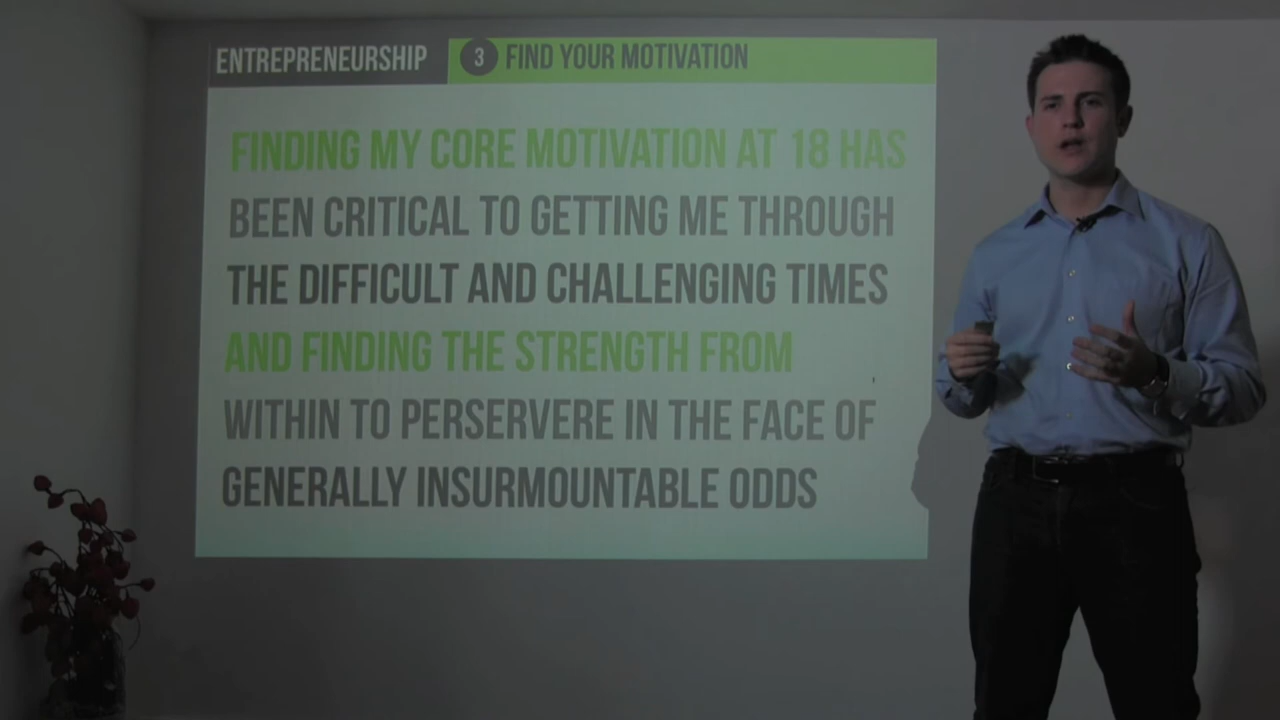 ENTREPRENEURSHIP 3 FIND YOUR MOTIVATION
FINDING MY CORE MOTIVATION AT 18 HAS
BEEN CRITICAL TO GETTING ME THROUGH
THE DIFFICULT AND CHALLENGING TIMES
AND FINDING THE STRENGTH FROM
WITHIN TO PERSERVERE IN THE FACE OF
GENERALLY INSURMOUNTABLE ODDS